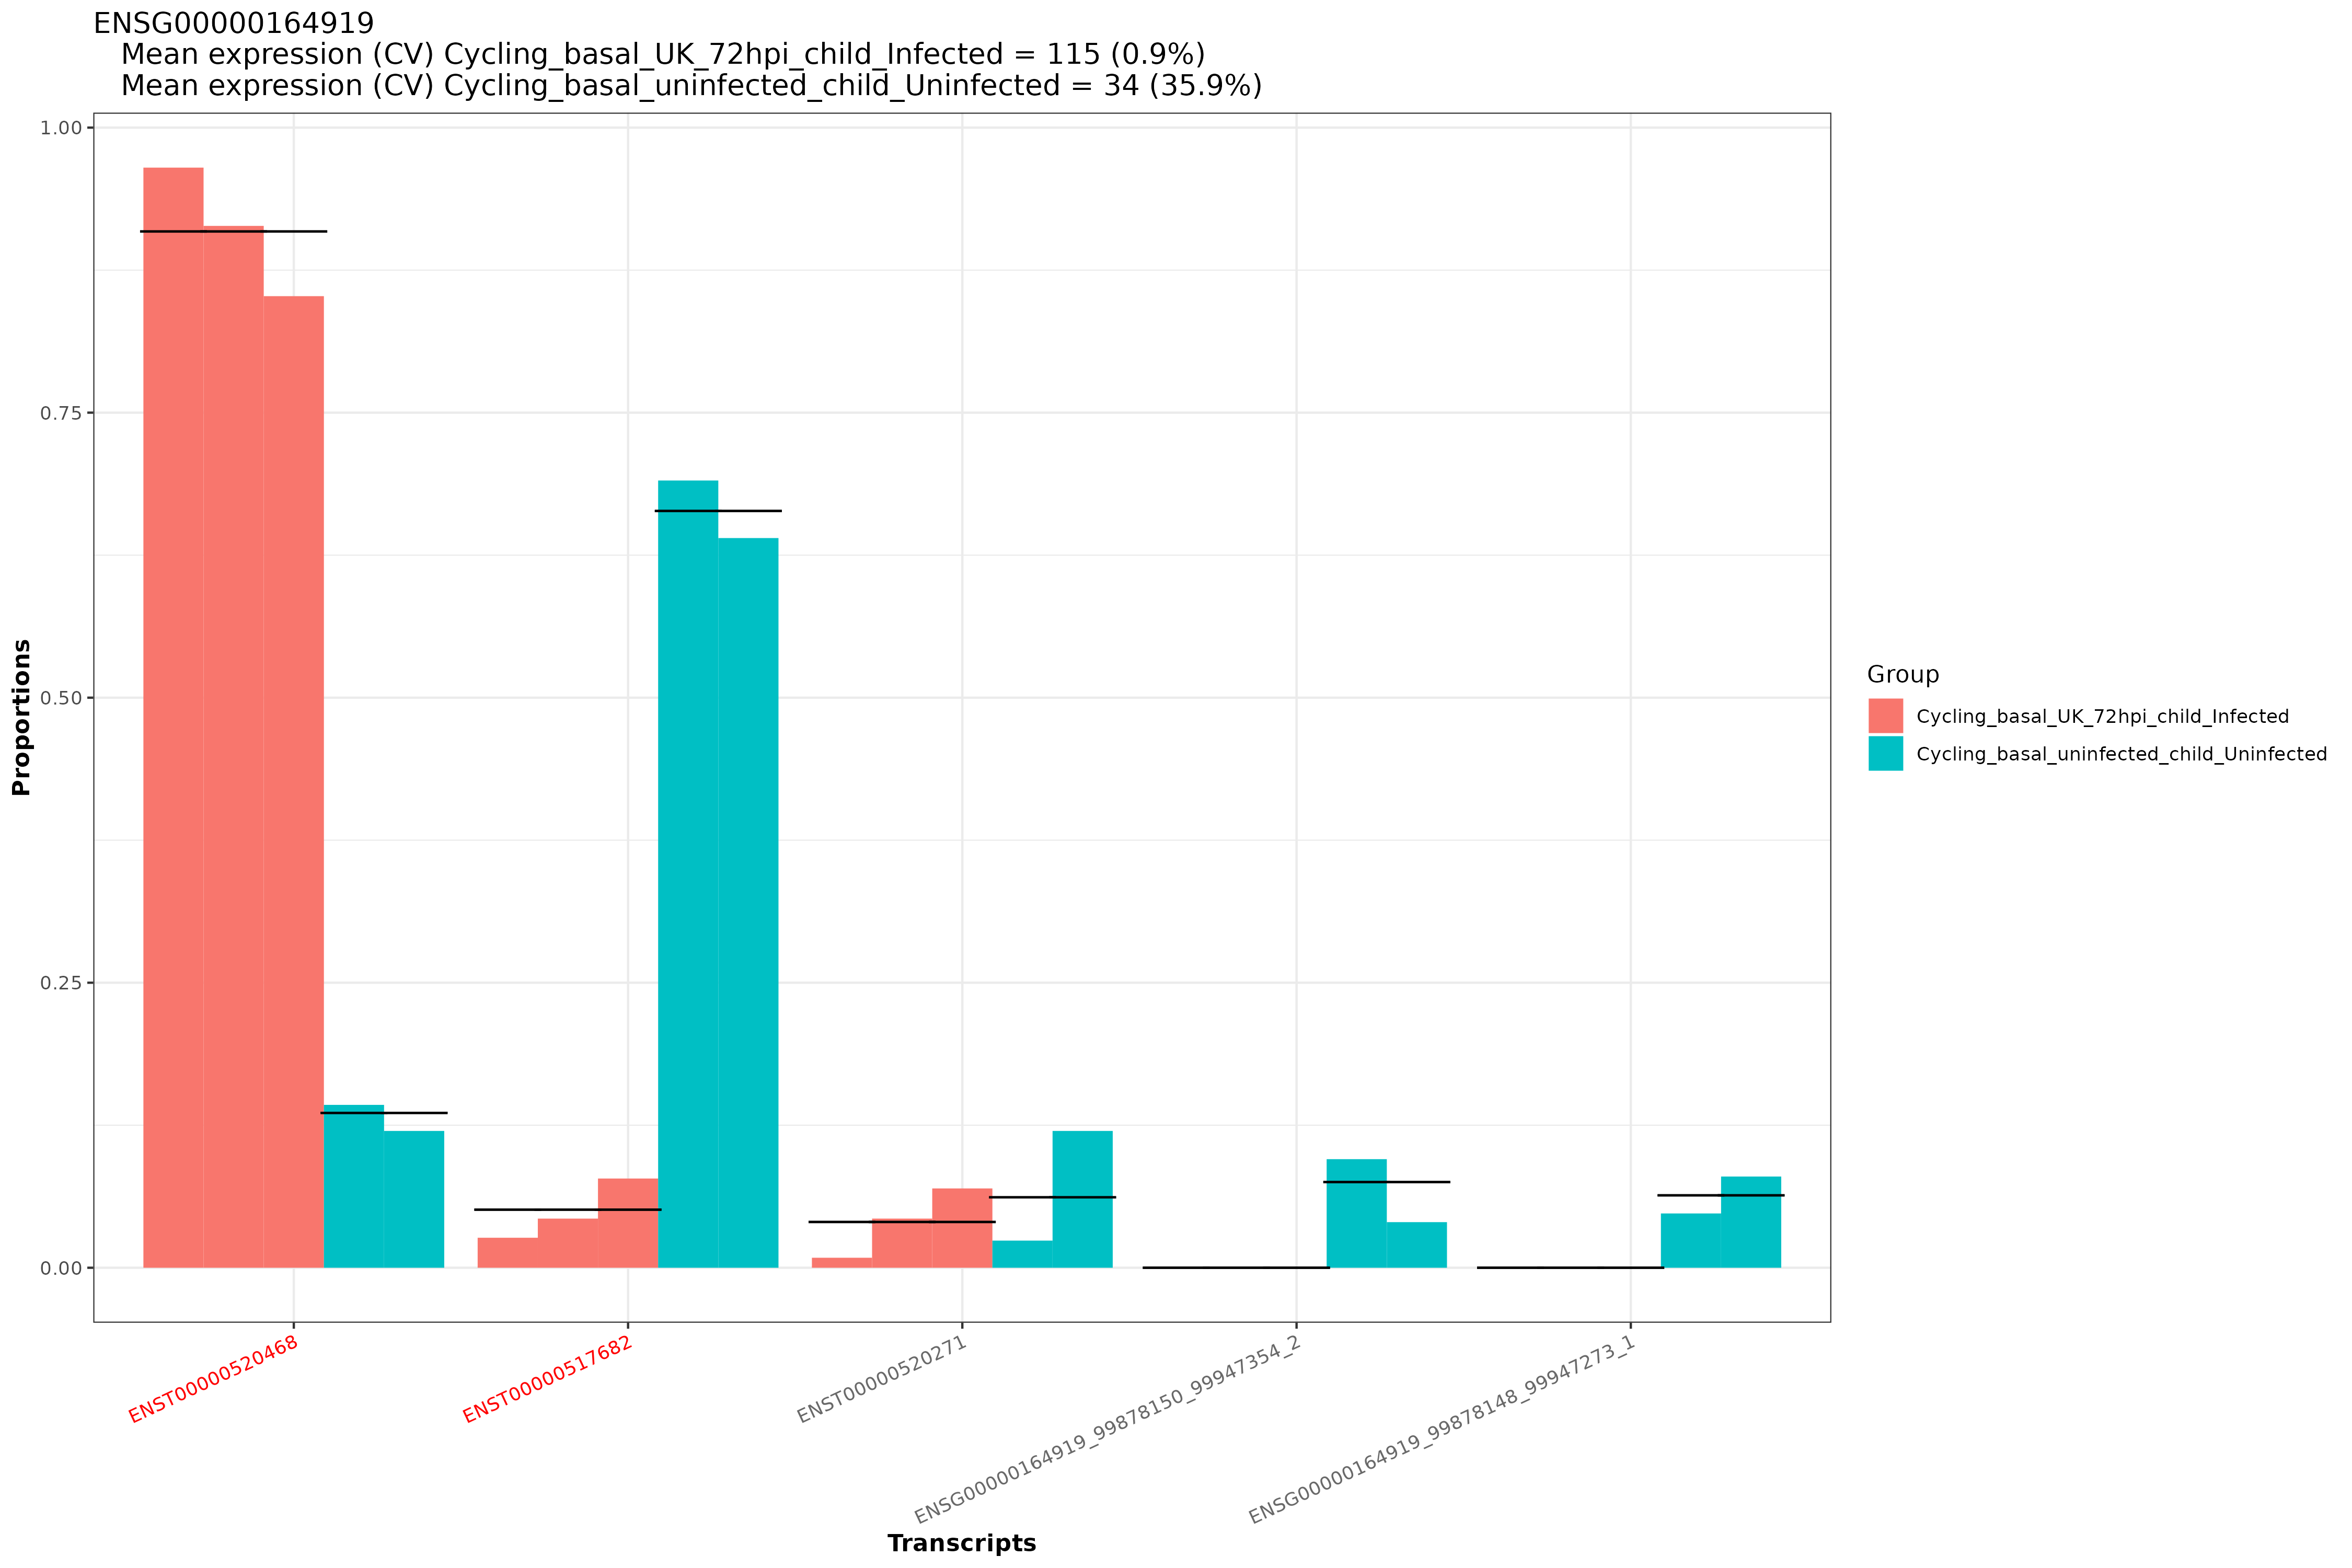 ENSG00000164919
Mean expression (CV) Cycling_basal_UK_72hpi_child_Infected = 115 (0.9%)
Mean expression (CV) Cycling_basal_uninfected_child_Uninfected = 34 (35.9%)
1.00
0.75
0.50
0.25
0.00
Proportions
ENST00000520468
ENST00000517682
ENST00000520271
ENSG00000164919_99878150_99947354_2
ENSG00000164919_99878148_99947273_1
Transcripts
Group
Cycling_basal_UK_72hpi_child_Infected
Cycling_basal_uninfected_child_Uninfected